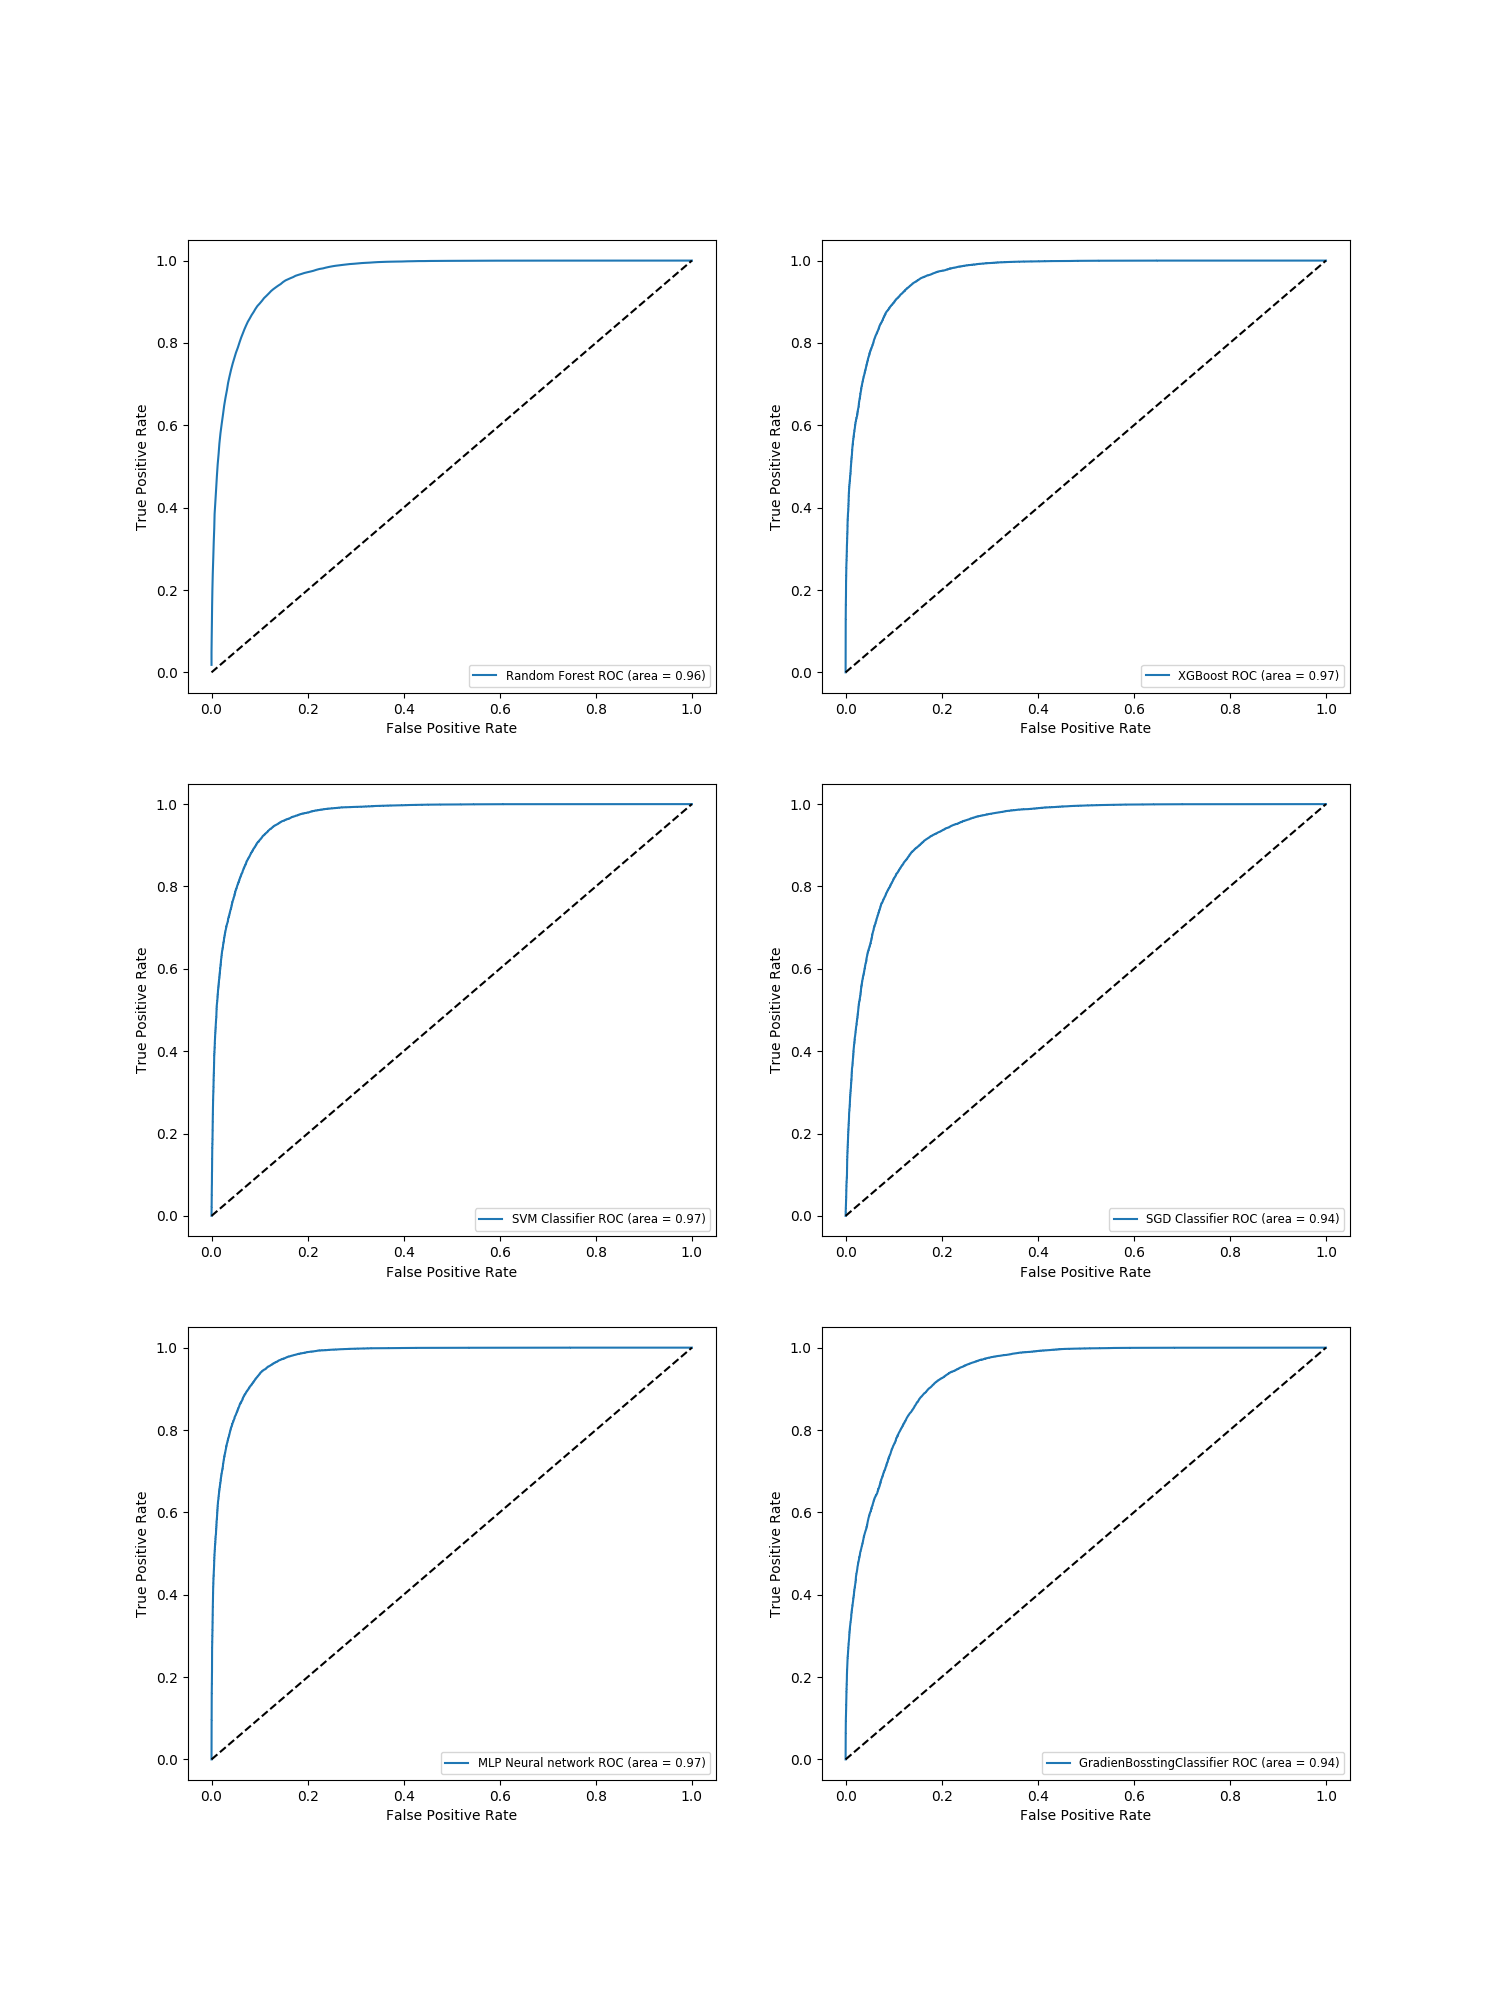 1.0
0.8
0.6
0.4
0.2
0.0
True Positive Rate
Random Forest ROC (area = 0.96)
0.0 0.2 0.4 0.6 0.8 1.0
False Positive Rate
1.0
0.8
0.6
0.4
0.2
0.0
True Positive Rate
XGBoost ROC (area = 0.97)
0.0 0.2 0.4 0.6 0.8 1.0
False Positive Rate
1.0
0.8
0.6
0.4
0.2
0.0
True Positive Rate
SVM Classifier ROC (area = 0.97)
0.0 0.2 0.4 0.6 0.8 1.0
False Positive Rate
1.0
0.8
0.6
0.4
0.2
0.0
True Positive Rate
SGD Classifier ROC (area = 0.94)
0.0 0.2 0.4 0.6 0.8 1.0
False Positive Rate
1.0
0.8
0.6
0.4
0.2
0.0
True Positive Rate
MLP Neural network ROC (area = 0.97)
0.0 0.2 0.4 0.6 0.8 1.0
False Positive Rate
1.0
0.8
0.6
0.4
0.2
0.0
True Positive Rate
GradienBosstingClassifier ROC (area = 0.94)
0.0 0.2 0.4 0.6 0.8 1.0
False Positive Rate